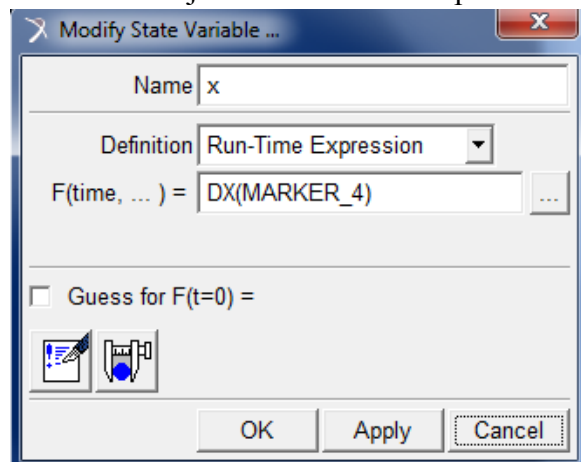 Modify State Variable ...
Name x
Definition Run-Time Expression
F(time, ... ) = DX(MARKER_4) ...
Guess for F(t=0) =
OK Apply Cancel